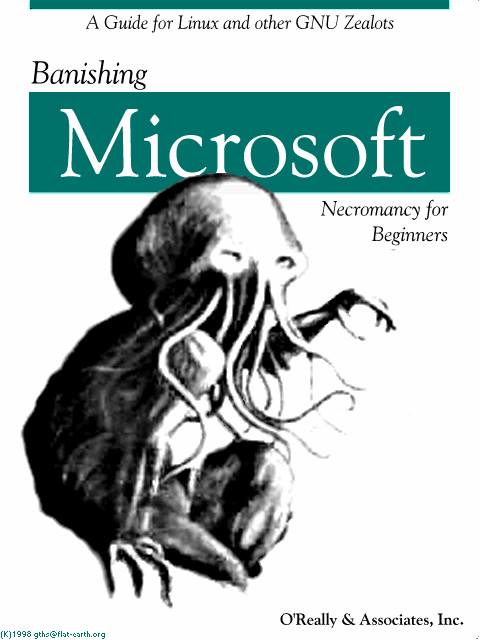 A Guide for Linux and other GNU Zealots
Banishing
Microsoft
Necromancy for
Beginners
O'Really & Associates, Inc.
(K)1998 gths@flat-earth.org